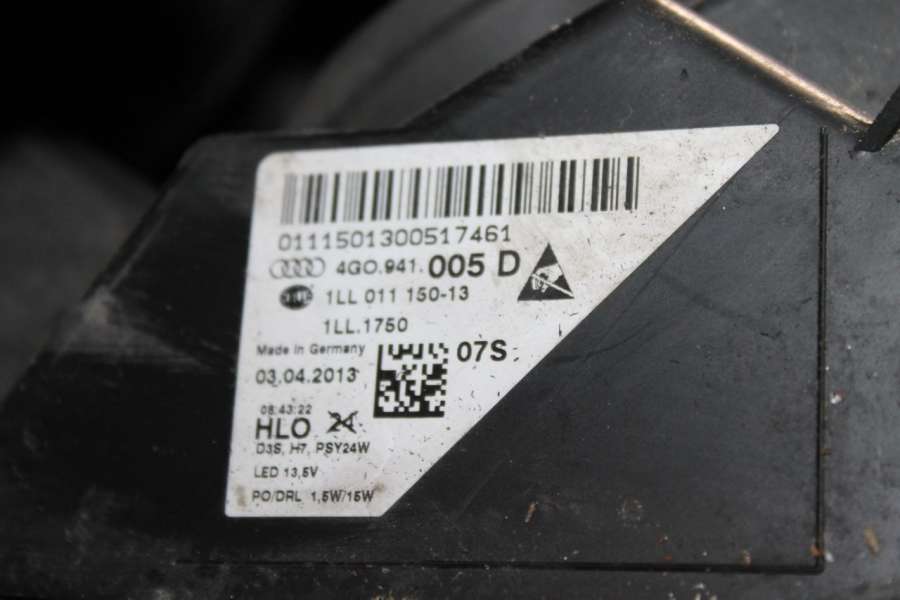 0111501300517461
4G0.941. 005 D
1LL 011 150-13
1LL.1750
Made in Germany
07S
03.04.2013
08:43:22
HLO 24
D3S, H7, PSY24W
LED 13,5V
PO/DRL 1,5W/15W